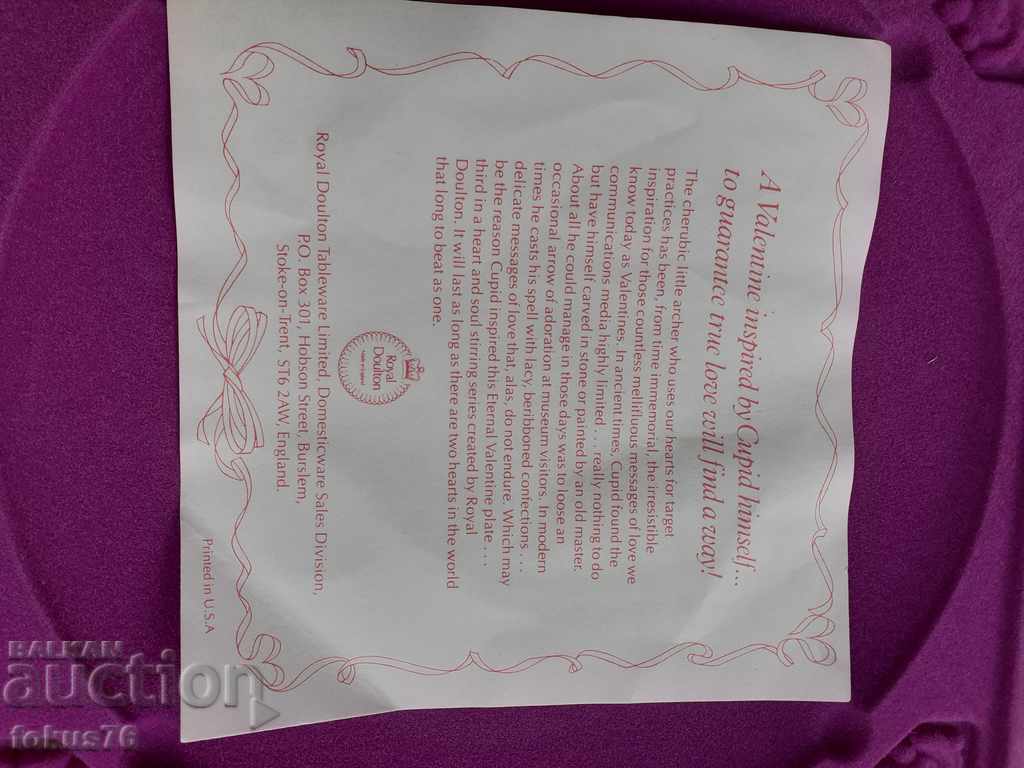 A Valentine inspired by Cupid himself...
to guarantee true love will find a way!
The cherubic little archer who uses our hearts for target
practices has been, from time immemorial, the irresistible
inspiration for those countless mellifluous messages of love we
know today as Valentines. In ancient times, Cupid found the
communications media highly limited... really nothing to do
but have himself carved in stone or painted by an old master.
About all he could manage in those days was to loose an
occasional arrow of adoration at museum visitors. In modern
times he casts his spell with lacy, beribboned confections...
delicate messages of love that, alas, do not endure. Which may
be the reason Cupid inspired this Eternal Valentine plate...
third in a heart and soul stirring series created by Royal
Doulton. It will last as long as there are two hearts in the world
that long to beat as one.
Royal
Doulton
Royal Doulton Tableware Limited, Domesticware Sales Division,
P.O. Box 301, Hobson Street, Burslem,
Stoke-on-Trent, ST6 2AW, England.
Printed in U.S.A
BALKAN
auction
tokus76